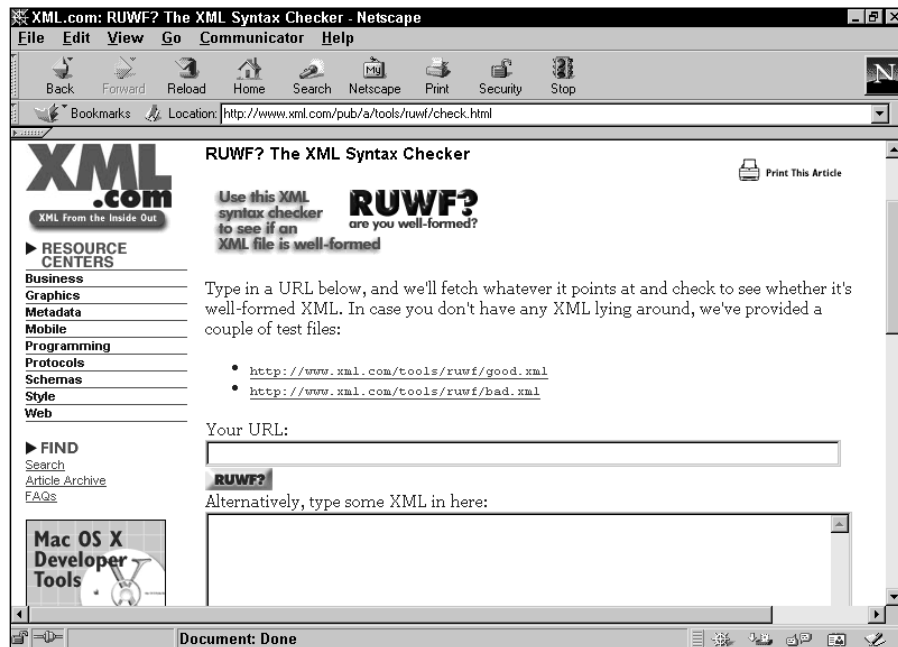 XML.com: RUWF? The XML Syntax Checker - Netscape
File Edit View Go Communicator Help
My
N
Back Forward Reload Home Search Netscape Print Security Stop
Bookmarks Location: http://www.xml.com/pub/a/tools/ruwf/check.html
XML
.com
XML From the Inside Out
RESOURCE
CENTERS
Business
Graphics
Metadata
Mobile
Programming
Protocols
Schemas
Style
Web
FIND
Search
Article Archive
FAQs
Mac OS X
Developer
Tools
RUWF? The XML Syntax Checker
Print This Article
Use this XML
syntax checker
to see if an
XML file is well-formed
RUWF?
are you well-formed?
Type in a URL below, and we'll fetch whatever it points at and check to see whether it's
well-formed XML. In case you don't have any XML lying around, we've provided a
couple of test files:
http://www.xml.com/tools/ruwf/good.xml
http://www.xml.com/tools/ruwf/bad.xml
Your URL:
RUWF?
Alternatively, type some XML in here:
Document: Done